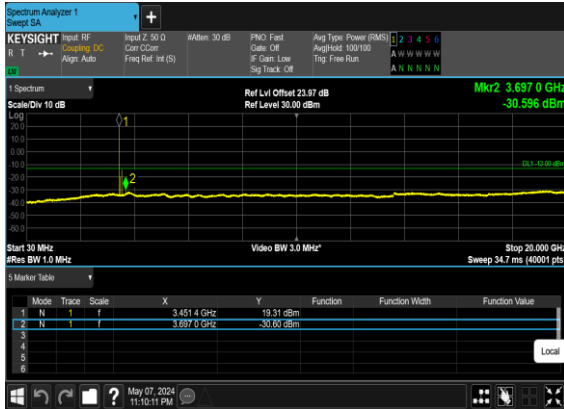 Spectrum Analyzer 1
Swept SA
+
KEYSIGHT Input: RF Input Z: 50 Ω #Atten: 30 dB PNO: Fast Avg Type: Power (RMS) 1 2 3 4 5 6
R T Coupling: DC Corr CCorr Gate: Off Avg|Hold: 100/100 A W W W W W
Align: Auto Freq Ref: Int (S) IF Gain: Low Trig: Free Run
Sig Track: Off A N N N N N
1 Spectrum Ref Lvl Offset 23.97 dB Mkr2 3.697 0 GHz
Scale/Div 10 dB Ref Level 30.00 dBm -30.596 dBm
Log
20.0
10.0
0.00
-10.0
-20.0
-30.0
-40.0
-50.0
-60.0
1
2
DL1 -13.00 dBm
Start 30 MHz Video BW 3.0 MHz* Stop 20.000 GHz
#Res BW 1.0 MHz Sweep 34.7 ms (40001 pts)
5 Marker Table
Mode Trace Scale X Y Function Function Width Function Value
1 N 1 f 3.451 4 GHz 19.31 dBm
2 N 1 f 3.697 0 GHz -30.60 dBm
3
4
5
6
Local
? May 07, 2024
11:10:11 PM